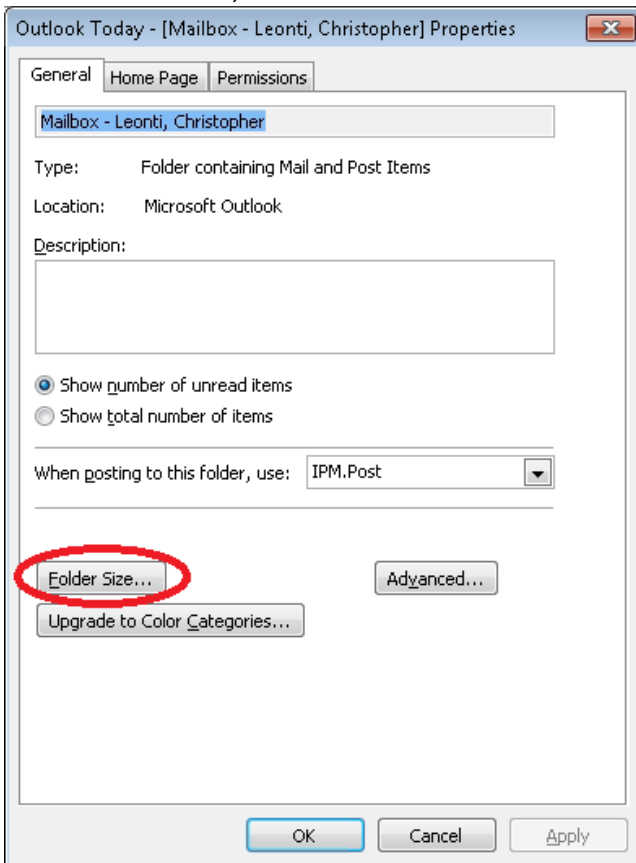 Outlook Today - [Mailbox - Leonti, Christopher] Properties
General Home Page Permissions
Mailbox - Leonti, Christopher
Type: Folder containing Mail and Post Items
Location: Microsoft Outlook
Description:
Show number of unread items
Show total number of items
When posting to this folder, use: IPM.Post
Folder Size... Advanced...
Upgrade to Color Categories...
OK Cancel Apply